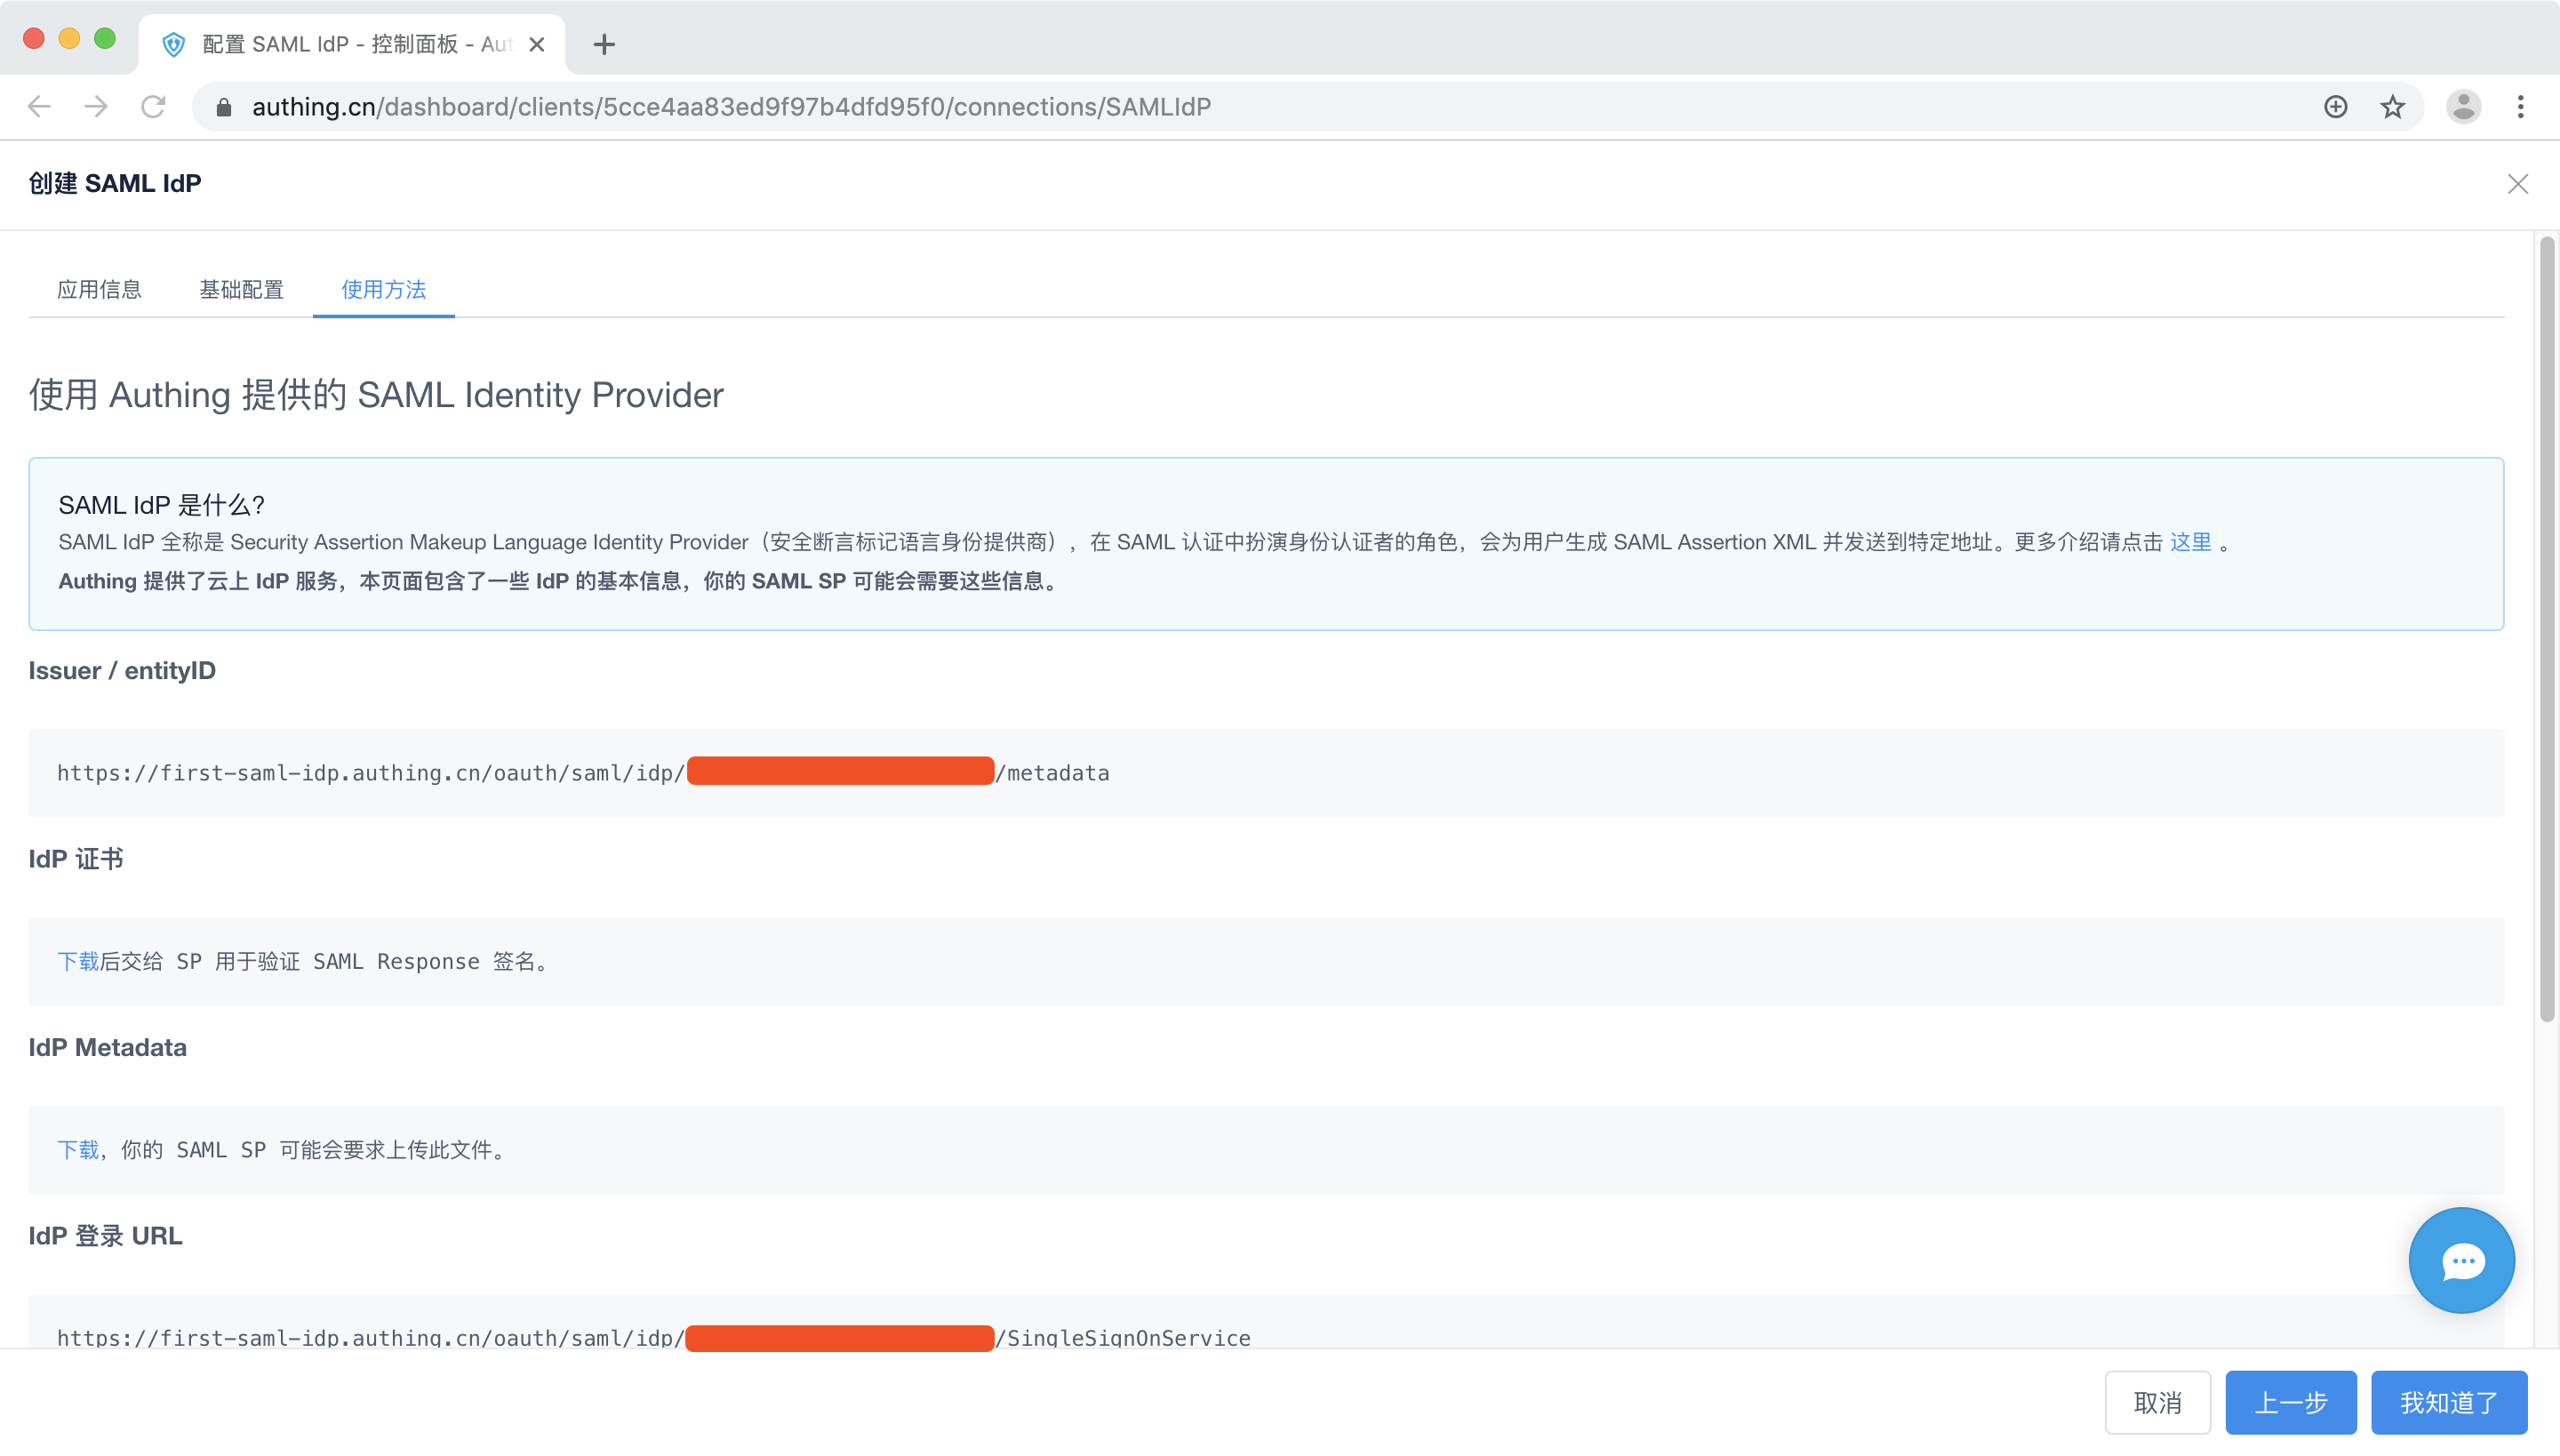 配置 SAML IdP - 控制面板 - Aut
authing.cn/dashboard/clients/5cce4aa83ed9f97b4dfd95f0/connections/SAMLIdP
创建 SAML IdP
应用信息 基础配置 使用方法
使用 Authing 提供的 SAML Identity Provider
SAML IdP 是什么?
SAML IdP 全称是 Security Assertion Makeup Language Identity Provider（安全断言标记语言身份提供商），在 SAML 认证中扮演身份认证者的角色，会为用户生成 SAML Assertion XML 并发送到特定地址。更多介绍请点击 这里 。
Authing 提供了云上 IdP 服务，本页面包含了一些 IdP 的基本信息，你的 SAML SP 可能会需要这些信息。
Issuer / entityID
https://first-saml-idp.authing.cn/oauth/saml/idp/ /metadata
IdP 证书
下载后交给 SP 用于验证 SAML Response 签名。
IdP Metadata
下载，你的 SAML SP 可能会要求上传此文件。
IdP 登录 URL
https://first-saml-idp.authing.cn/oauth/saml/idp/ /SingleSignOnService
取消 上一步 我知道了